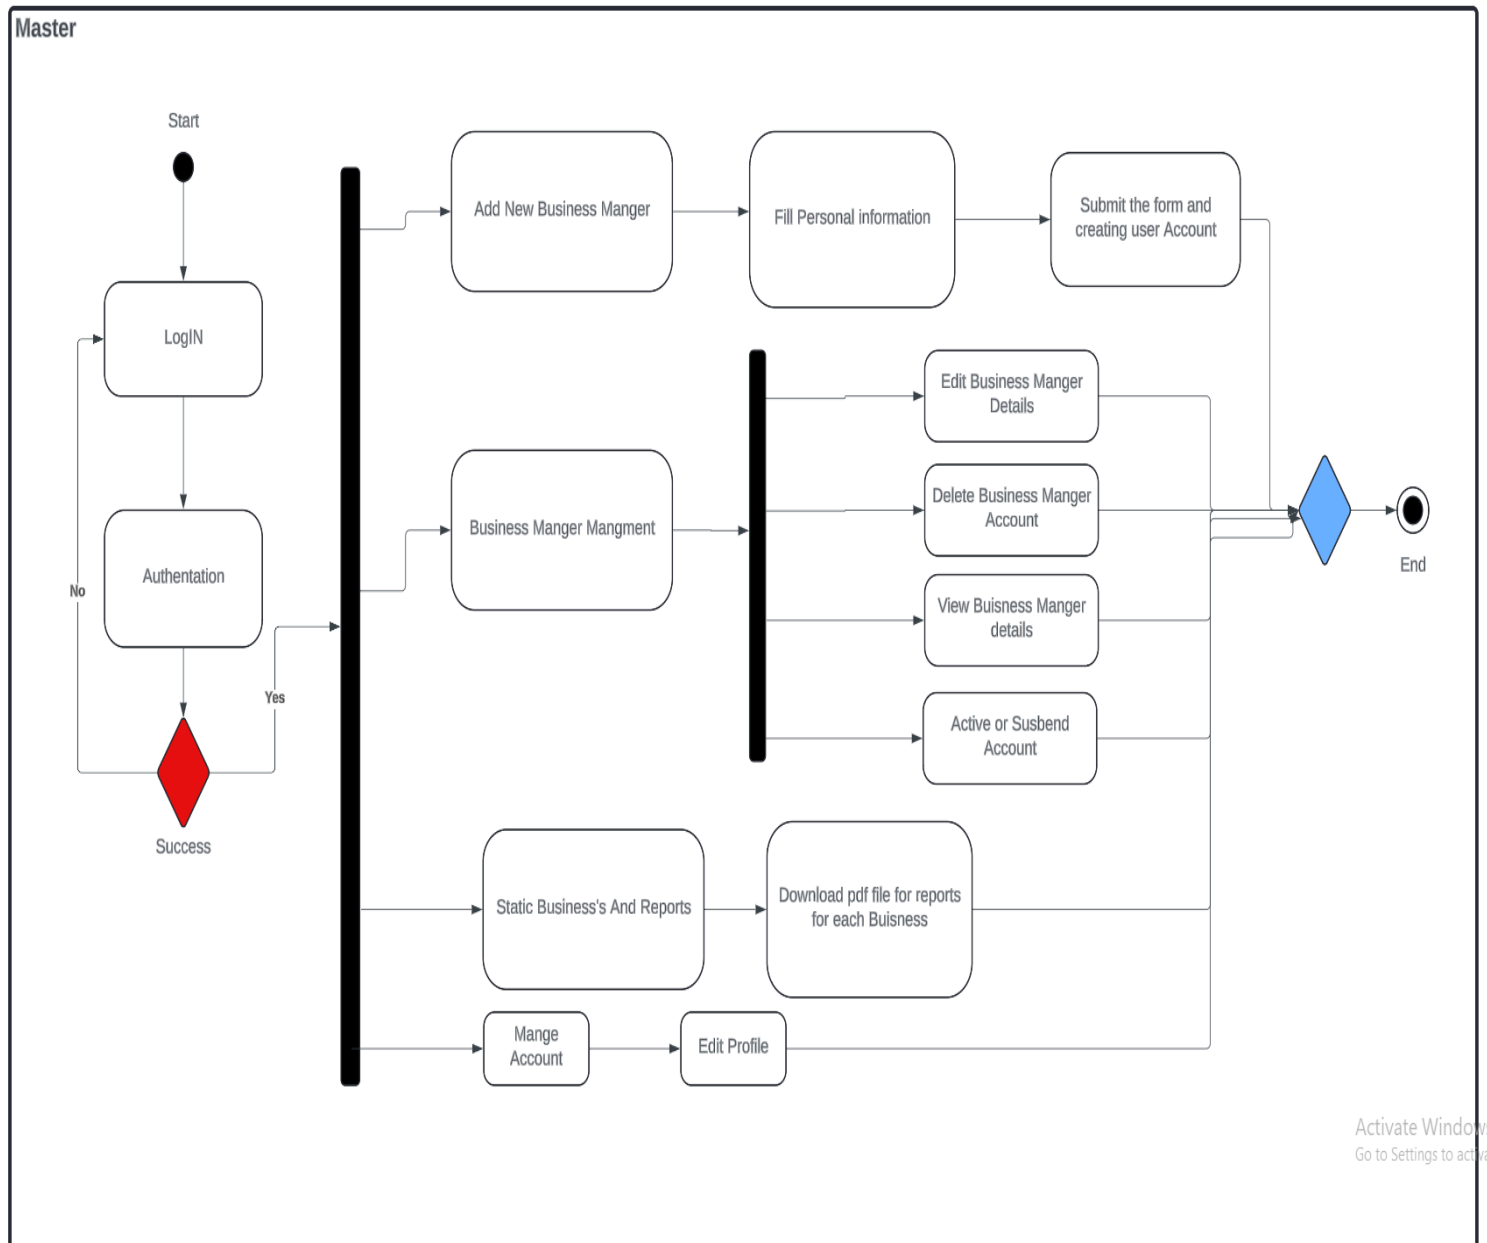 Master
Start
LogIN
Authentation
No
Yes
Success
Add New Business Manger
Fill Personal information
Submit the form and
creating user Account
Business Manger Mangment
Edit Business Manger
Details
Delete Business Manger
Account
View Buisness Manger
details
Active or Susbend
Account
Static Business's And Reports
Download pdf file for reports
for each Buisness
Mange
Account
Edit Profile
End
Activate Windows
Go to Settings to activa